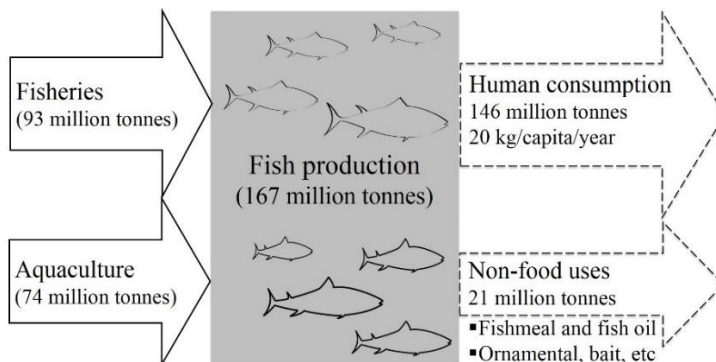 Fisheries
(93 million tonnes)
Aquaculture
(74 million tonnes)
Fish production
(167 million tonnes)
Human consumption
146 million tonnes
20 kg/capita/year
Non-food uses
21 million tonnes
▪Fishmeal and fish oil
▪Ornamental, bait, etc